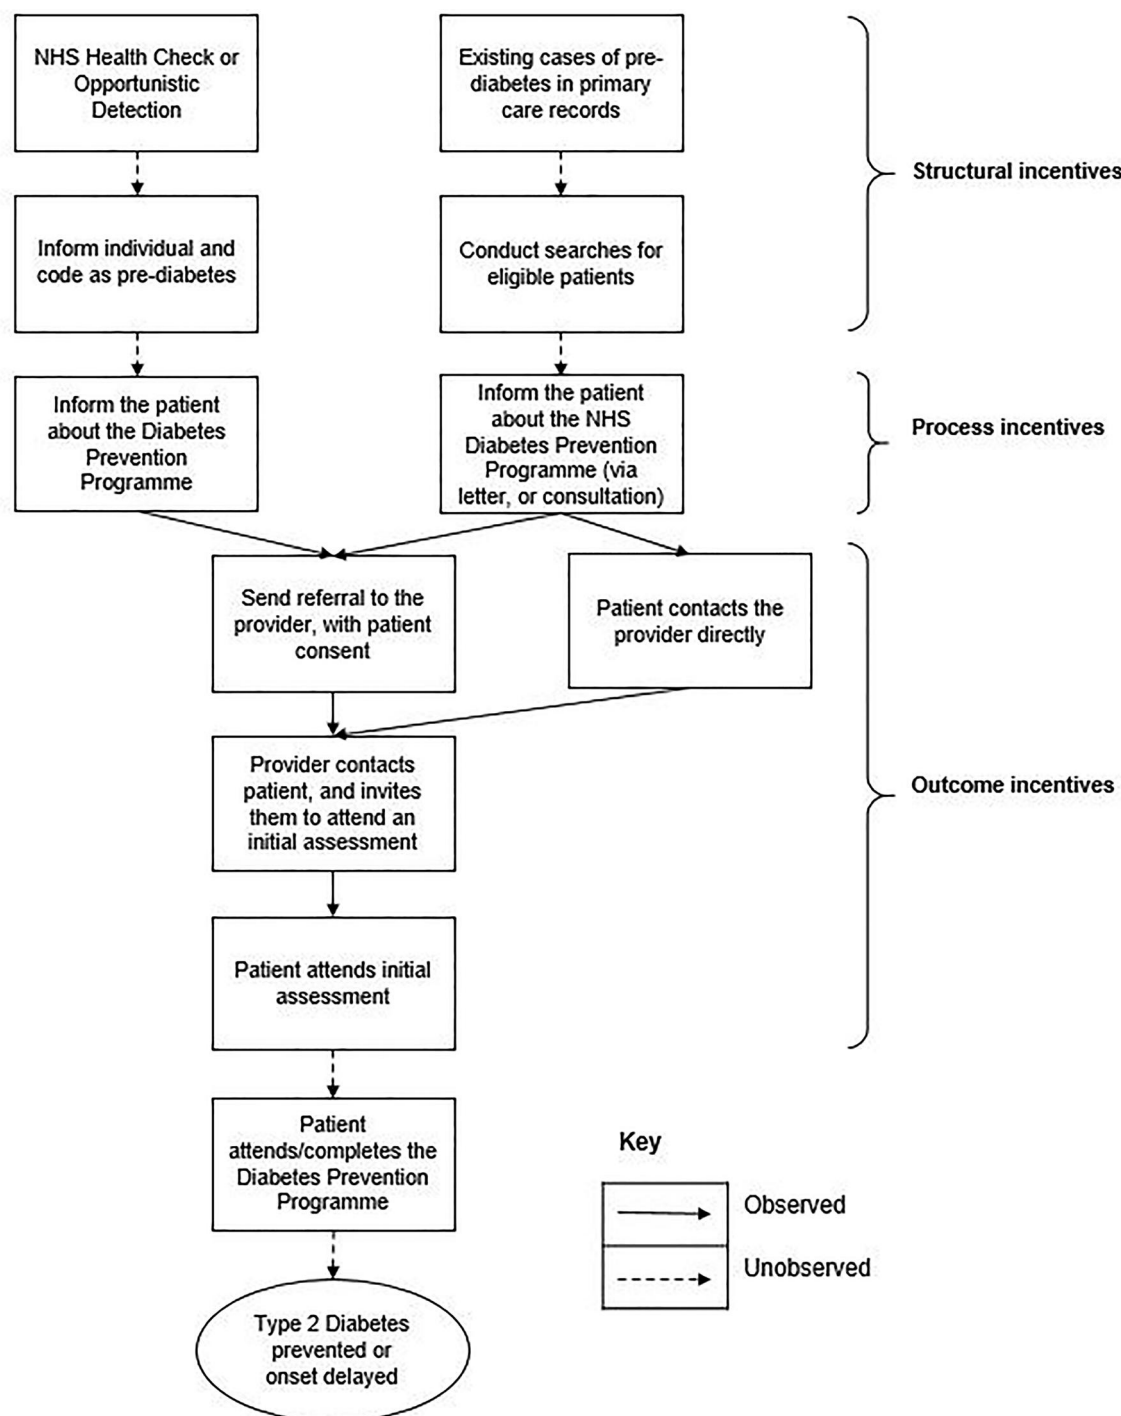 NHS Health Check or
Opportunistic
Detection
Existing cases of pre-
diabetes in primary
care records
Structural incentives
Inform individual and
code as pre-diabetes
Conduct searches for
eligible patients
Inform the patient
about the Diabetes
Prevention
Programme
Inform the patient
about the NHS
Diabetes Prevention
Programme (via
letter, or consultation)
Process incentives
Send referral to the
provider, with patient
consent
Patient contacts the
provider directly
Provider contacts
patient, and invites
them to attend an
initial assessment
Outcome incentives
Patient attends initial
assessment
Patient
attends/completes the
Diabetes Prevention
Programme
Type 2 Diabetes
prevented or
onset delayed
Key
Observed
Unobserved